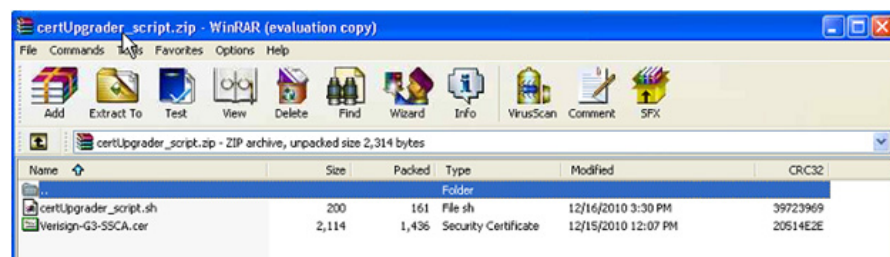 certUpgrader_script.zip - WinRAR (evaluation copy)
File Commands Tools Favorites Options Help
Add Extract To Test View Delete Find Wizard Info VirusScan Comment SFX
certUpgrader_script.zip - ZIP archive, unpacked size 2,314 bytes
Name Size Packed Type Modified CRC32
.. Folder
certUpgrader_script.sh 200 161 File sh 12/16/2010 3:30 PM 39723969
Verisign-G3-SSCA.cer 2,114 1,436 Security Certificate 12/15/2010 12:07 PM 20514E2E